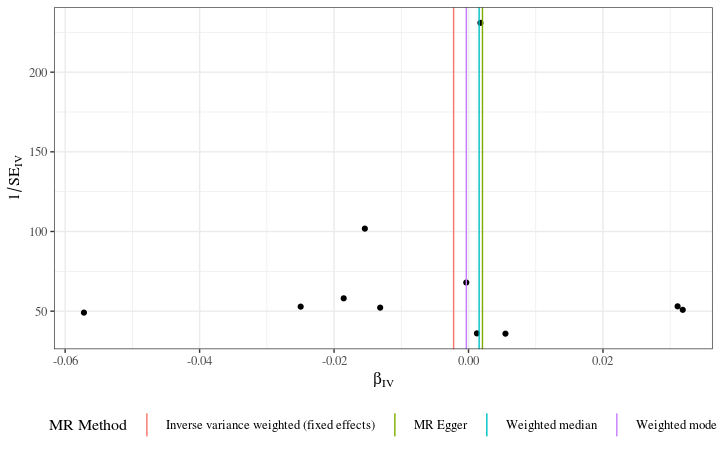 200
150
100
50
1/SE_IV
-0.06 -0.04 -0.02 0.00 0.02
β_IV
MR Method Inverse variance weighted (fixed effects) MR Egger Weighted median Weighted mode